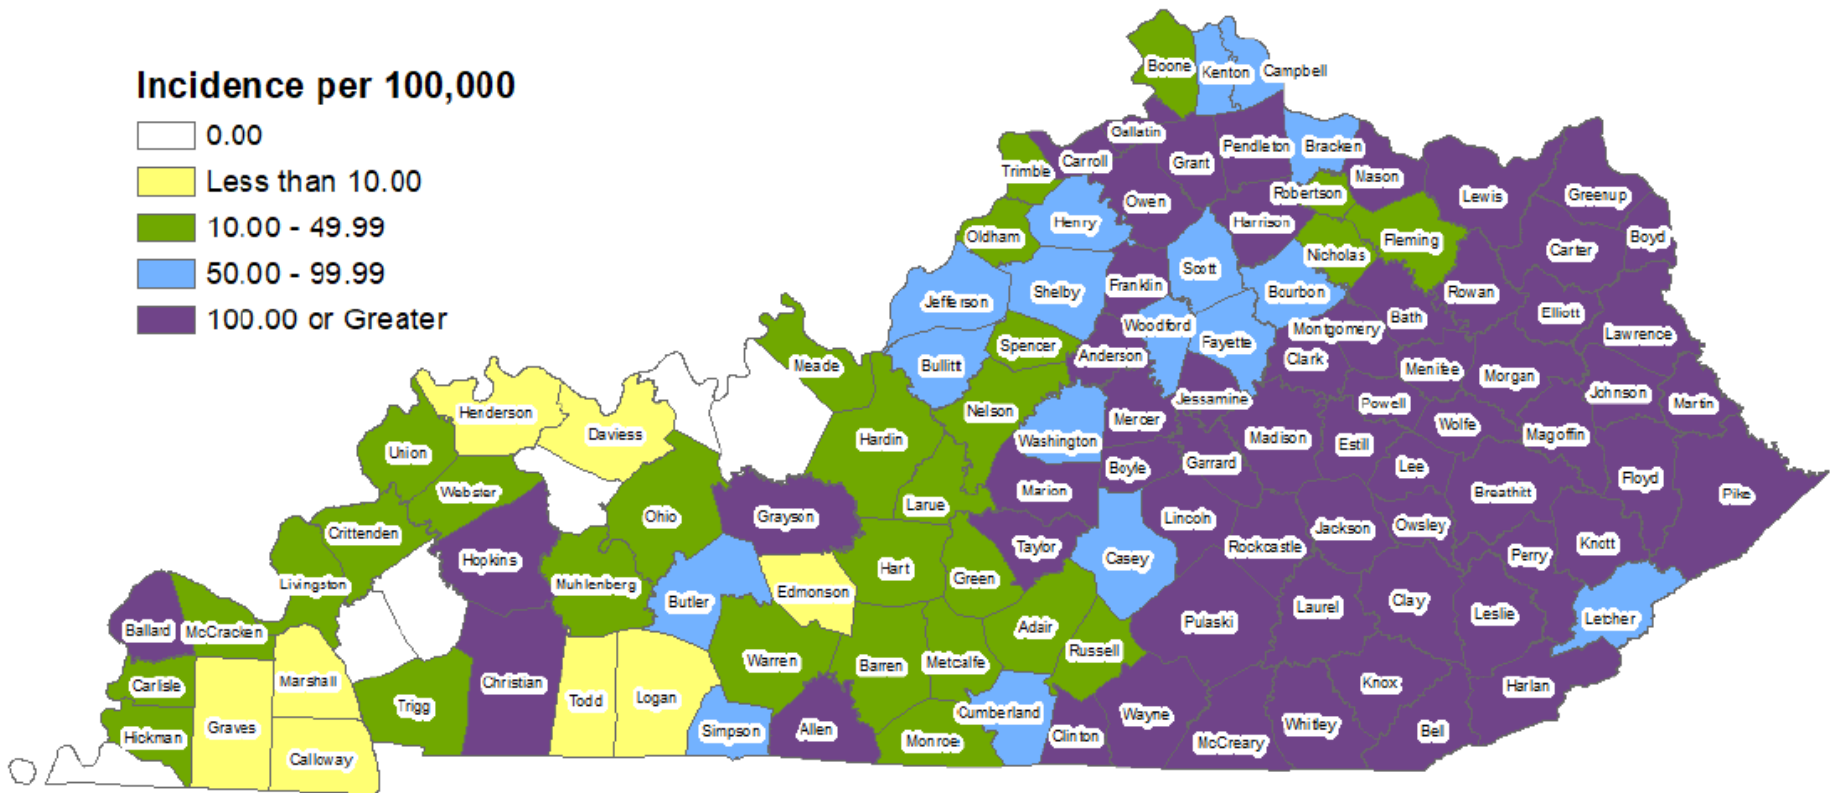 Incidence per 100,000
0.00
Less than 10.00
10.00 - 49.99
50.00 - 99.99
100.00 or Greater
Boone
Kenton
Campbell
Gallatin
Carroll
Trimble
Grant
Pendleton
Bracken
Mason
Robertson
Lewis
Greenup
Owen
Henry
Oldham
Harrison
Fleming
Nicholas
Carter
Boyd
Scott
Franklin
Shelby
Jefferson
Bourbon
Rowan
Elliott
Bath
Woodford
Montgomery
Lawrence
Fayette
Spencer
Anderson
Clark
Bullitt
Meade
Menifee
Morgan
Johnson
Martin
Jessamine
Powell
Henderson
Nelson
Mercer
Wolfe
Daviess
Hardin
Washington
Madison
Estill
Magoffin
Union
Boyle
Garrard
Lee
Floyd
Webster
Marion
Breathitt
Pike
Larue
Ohio
Grayson
Lincoln
Jackson
Owsley
Crittenden
Taylor
Rockcastle
Knott
Perry
Hopkins
Casey
Hart
Green
Livingston
Muhlenberg
Edmonson
Butler
Laurel
Clay
Leslie
Letcher
Ballard
McCracken
Adair
Pulaski
Russell
Warren
Barren
Metcalfe
Carlisle
Marshall
Christian
Knox
Harlan
Todd
Logan
Trigg
Cumberland
Wayne
Graves
Hickman
Simpson
Allen
Monroe
Clinton
McCreary
Whitley
Bell
Calloway